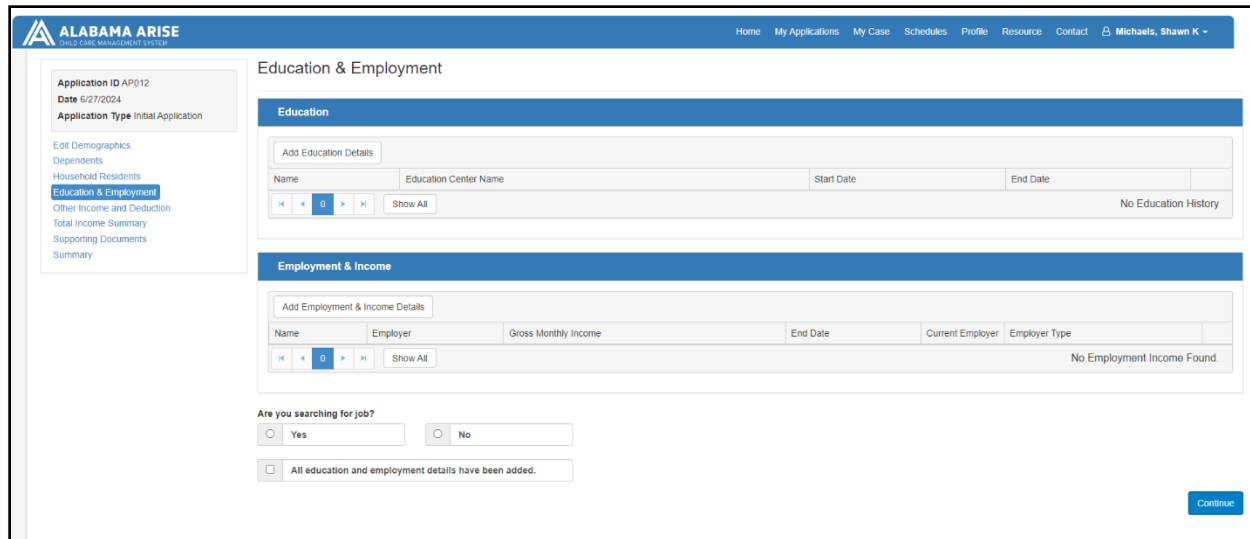 ALABAMA ARISE
CHILD CARE MANAGEMENT SYSTEM
Home My Applications My Case Schedules Profile Resource Contact Michaels, Shawn K
Application ID AP012
Date 6/27/2024
Application Type Initial Application
Edit Demographics
Dependents
Household Residents
Education & Employment
Other Income and Deduction
Total Income Summary
Supporting Documents
Summary
Education & Employment
Education
Add Education Details
Name Education Center Name Start Date End Date
0 Show All No Education History
Employment & Income
Add Employment & Income Details
Name Employer Gross Monthly Income End Date Current Employer Employer Type
0 Show All No Employment Income Found.
Are you searching for job?
Yes No
All education and employment details have been added.
Continue